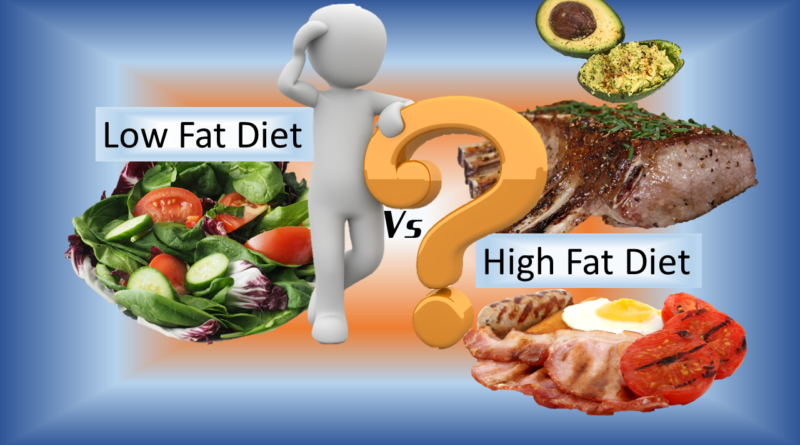 Low Fat Diet
Vs
High Fat Diet